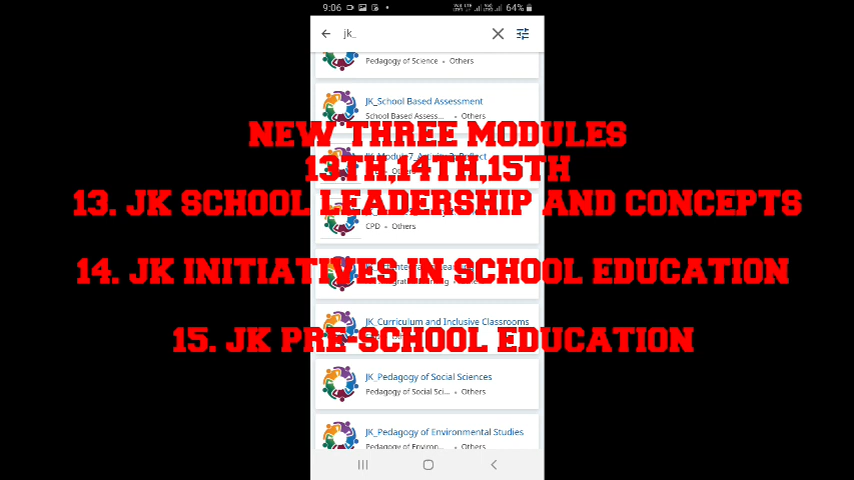 9:06
64%
jk_
Pedagogy of Science • Others
JK_School Based Assessment
School Based Assess... • Others
NEW THREE MODULES
13TH,14TH,15TH
13. JK SCHOOL LEADERSHIP AND CONCEPTS
CPD • Others
14. JK INITIATIVES IN SCHOOL EDUCATION
JK_Curriculum and Inclusive Classrooms
15. JK PRE-SCHOOL EDUCATION
JK_Pedagogy of Social Sciences
Pedagogy of Social Sci... • Others
JK_Pedagogy of Environmental Studies
Pedagogy of Environ... • Others